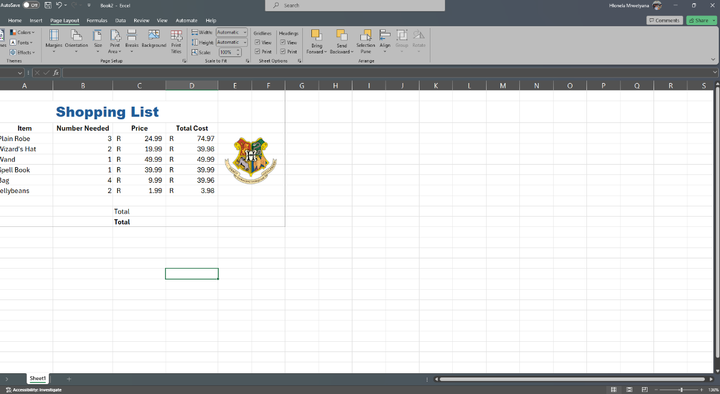 AutoSave Off Book2 - Excel Search Hlonela Mnwelyana
Home Insert Page Layout Formulas Data Review View Automate Help Comments Share
Colors Fonts Effects Themes
Margins Orientation Size Print Area Breaks Background Print Titles Page Setup
Width: Automatic Height: Automatic Scale: 100% Scale to Fit
Gridlines View Print Headings View Print Sheet Options
Bring Forward Send Backward Selection Pane Align Group Rotate Arrange
fx
A B C D E F G H I J K L M N O P Q R S
Shopping List
Item Number Needed Price Total Cost
Plain Robe 3 R 24.99 R 74.97
Wizard's Hat 2 R 19.99 R 39.98
Wand 1 R 49.99 R 49.99
Spell Book 1 R 39.99 R 39.99
Bag 4 R 9.99 R 39.96
ellybeans 2 R 1.99 R 3.98
Total
Total
Sheet1
Accessibility: Investigate